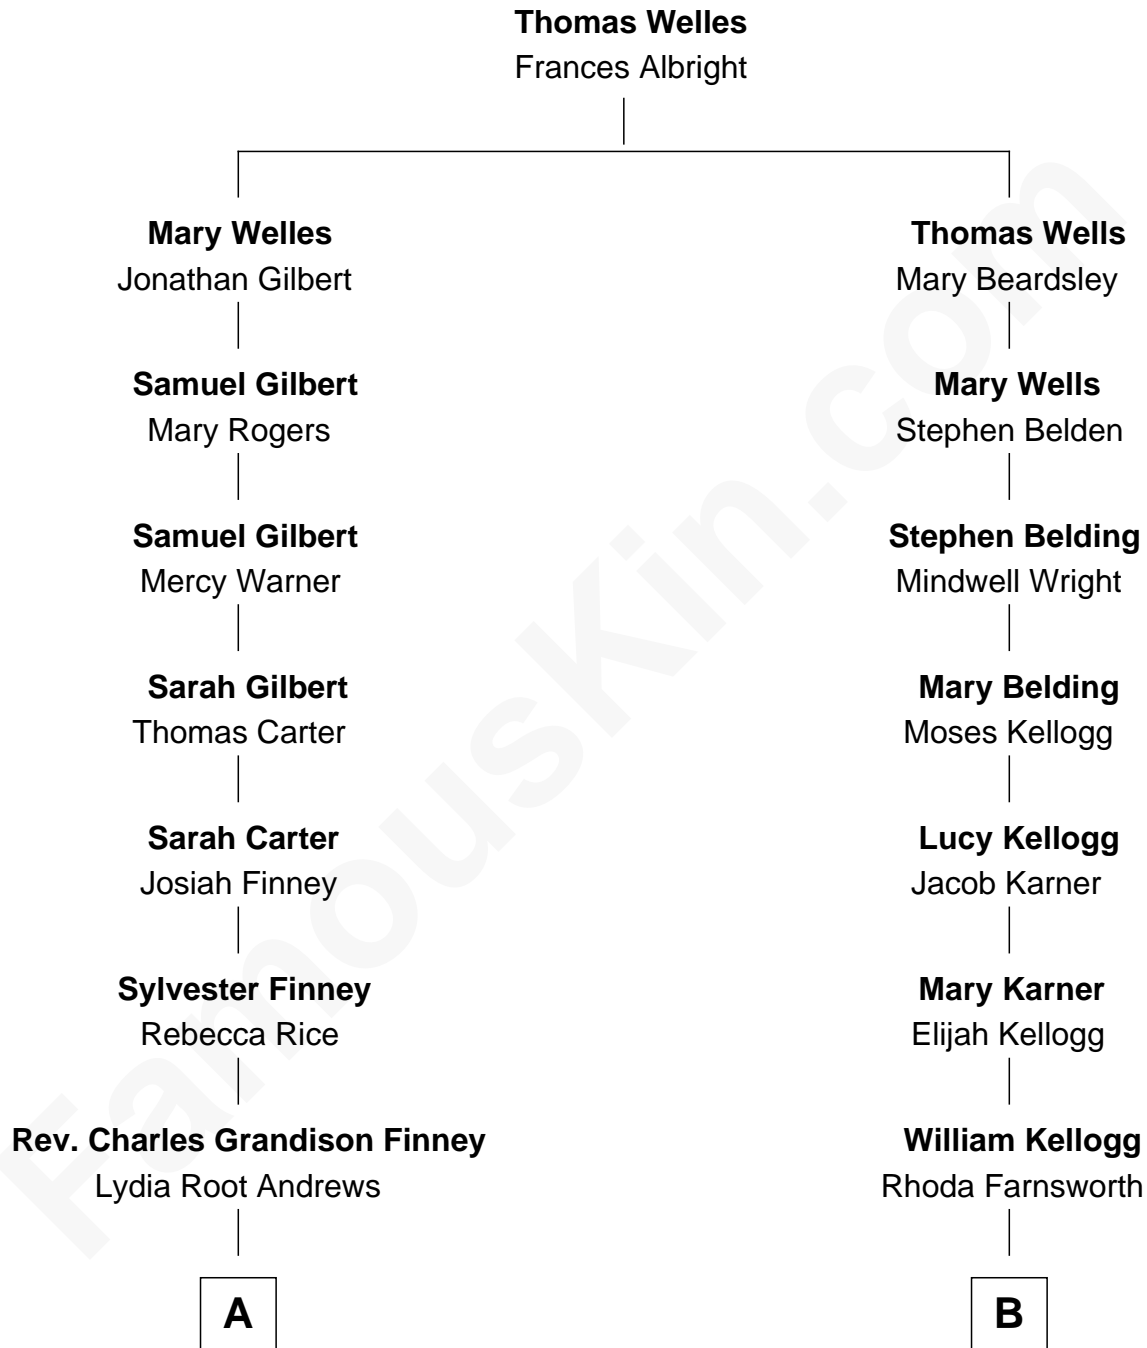 Thomas Welles
Frances Albright
Mary Welles
Jonathan Gilbert
Samuel Gilbert
Mary Rogers
Samuel Gilbert
Mercy Warner
Sarah Gilbert
Thomas Carter
Sarah Carter
Josiah Finney
Sylvester Finney
Rebecca Rice
Rev. Charles Grandison Finney
Lydia Root Andrews
A
Thomas Wells
Mary Beardsley
Mary Wells
Stephen Belden
Stephen Belding
Mindwell Wright
Mary Belding
Moses Kellogg
Lucy Kellogg
Jacob Karner
Mary Karner
Elijah Kellogg
William Kellogg
Rhoda Farnsworth
B
FamousKin.com